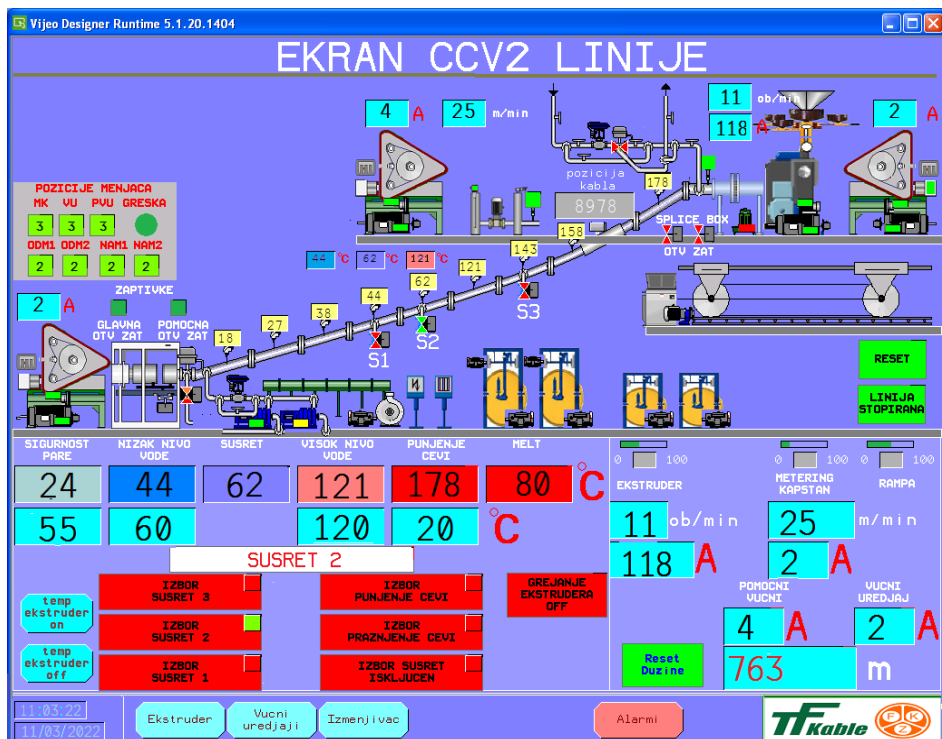 Vijeo Designer Runtime 5.1.20.1404
EKRAN CCV2 LINIJE
4 A 25 m/min
11 ob/min
118 A
2 A
pozicija
kabla
8978
178
SPLICE BOX
OTV ZAT
POZICIJE MENJACA
MK VU PVU GRESKA
3 3 3
ODM1 ODM2 NAM1 NAM2
2 2 2 2
158
143
121
62
44
38
27
18
44 °C 62 °C 121 °C
S1
S2
S3
2 A
ZAPTIVKE
GLAVNA
OTV ZAT
POMOCNA
OTV ZAT
RESET
LINIJA
STOPIRANA
SIGURNOST
PARE
NIZAK NIVO
VODE
SUSRET
VISOK NIVO
VODE
PUNJENJE
CEVI
MELT
24 44 62 121 178 80 °C
55 60 120 20 °C
SUSRET 2
temp
ekstruder
on
temp
ekstruder
off
IZBOR
SUSRET 3
IZBOR
SUSRET 2
IZBOR
SUSRET 1
IZBOR
PUNJENJE CEVI
IZBOR
PRAZNJENJE CEVI
IZBOR SUSRET
ISKLJUCEN
GREJANJE
EKSTRUDERA
OFF
0 100
0 100
0 100
EKSTRUDER
METERING
KAPSTAN
RAMPA
11 ob/min
118 A
25 m/min
2 A
POMOCNI
VUCNI
4 A
VUCNI
UREDJAJ
2 A
Reset
Duzine
763 m
11:03:22
11/03/2022
Ekstruder
Vucni
uredjaji
Izmenjivac
Alarmi
TF Kable
FKZ